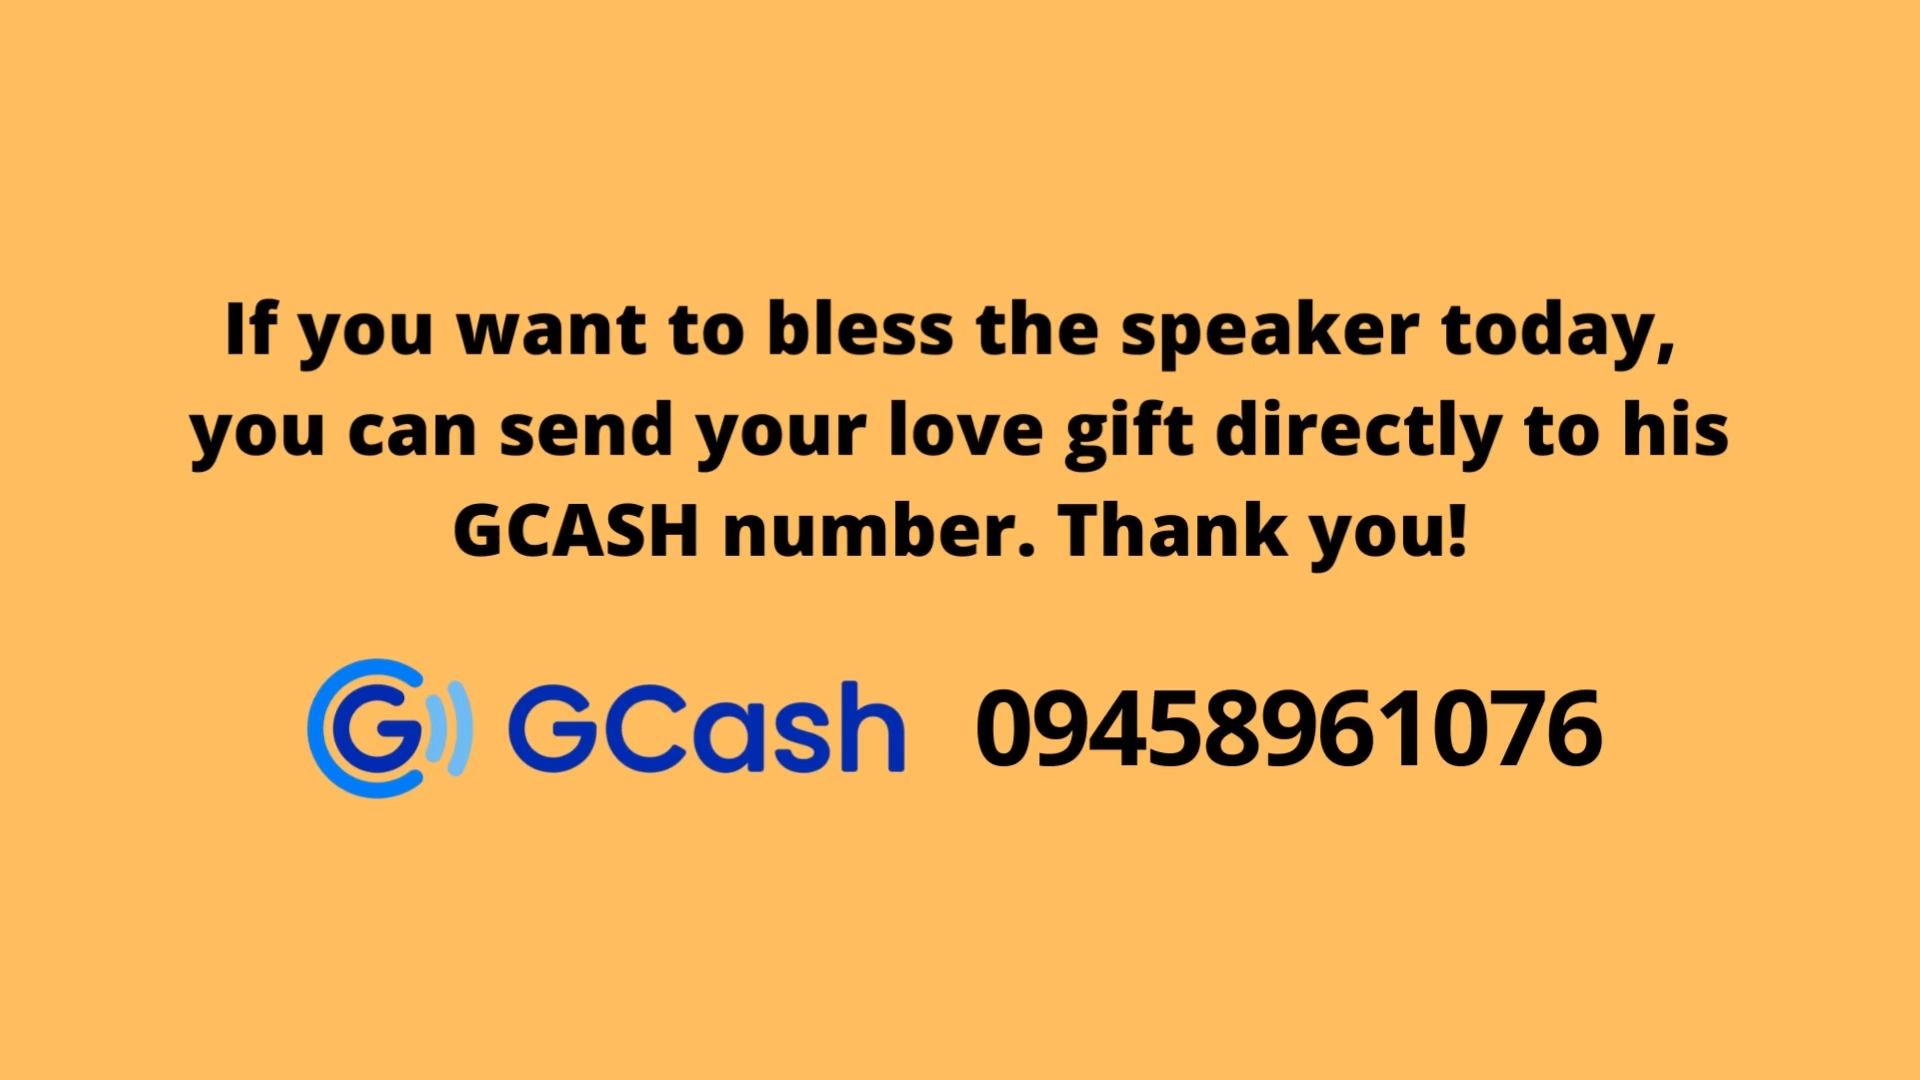 If you want to bless the speaker today,
you can send your love gift directly to his
GCASH number. Thank you!
G GCash 09458961076